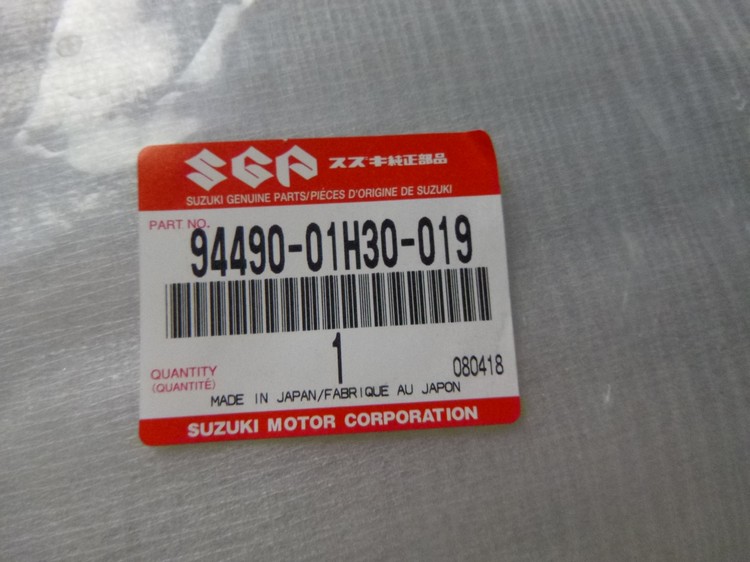 SGP スズキ純正部品
SUZUKI GENUINE PARTS/PIÈCES D'ORIGINE DE SUZUKI
PART NO.
94490-01H30-019
1
QUANTITY
(QUANTITÉ)
080418
MADE IN JAPAN/FABRIQUE AU JAPON
SUZUKI MOTOR CORPORATION